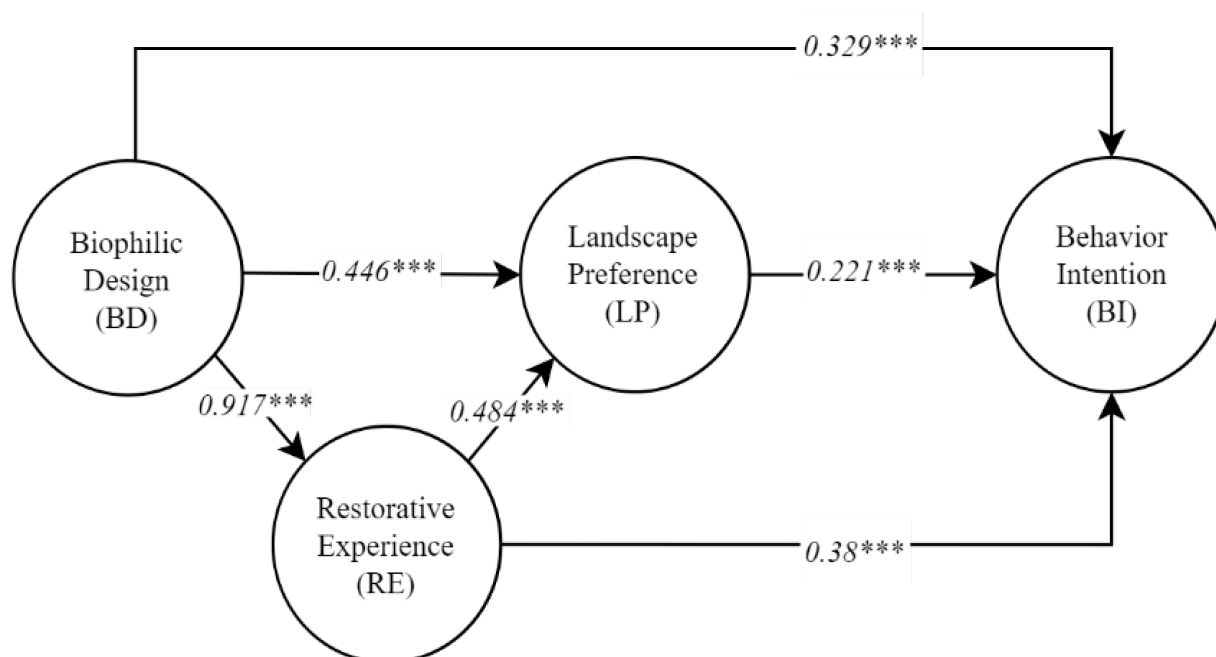 0.329***
Biophilic
Design
(BD)
0.446***
Landscape
Preference
(LP)
0.221***
Behavior
Intention
(BI)
0.917***
0.484***
Restorative
Experience
(RE)
0.38***